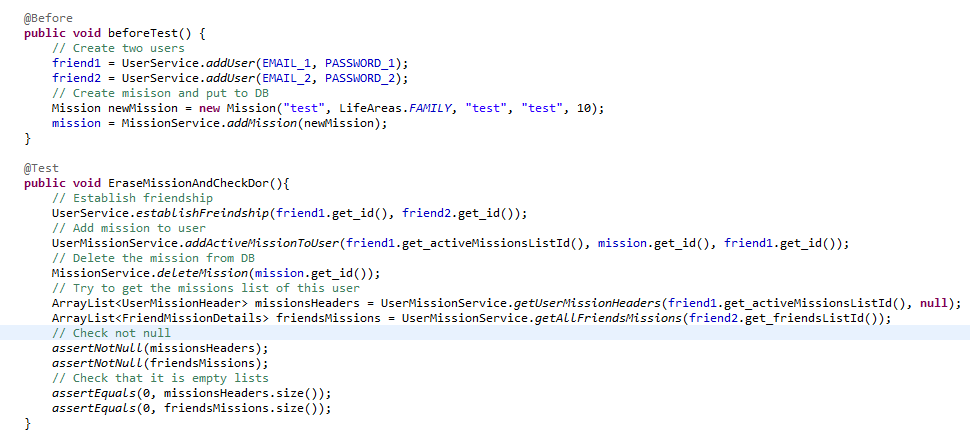 @Before
public void beforeTest() {
    // Create two users
    friend1 = UserService.addUser(EMAIL_1, PASSWORD_1);
    friend2 = UserService.addUser(EMAIL_2, PASSWORD_2);
    // Create misison and put to DB
    Mission newMission = new Mission("test", LifeAreas.FAMILY, "test", "test", 10);
    mission = MissionService.addMission(newMission);
}
@Test
public void EraseMissionAndCheckDor(){
    // Establish friendship
    UserService.establishFreindship(friend1.get_id(), friend2.get_id());
    // Add mission to user
    UserMissionService.addActiveMissionToUser(friend1.get_activeMissionsListId(), mission.get_id(), friend1.get_id());
    // Delete the mission from DB
    MissionService.deleteMission(mission.get_id());
    // Try to get the missions list of this user
    ArrayList<UserMissionHeader> missionsHeaders = UserMissionService.getUserMissionHeaders(friend1.get_activeMissionsListId(), null);
    ArrayList<FriendMissionDetails> friendsMissions = UserMissionService.getAllFriendsMissions(friend2.get_friendsListId());
    // Check not null
    assertNotNull(missionsHeaders);
    assertNotNull(friendsMissions);
    // Check that it is empty lists
    assertEquals(0, missionsHeaders.size());
    assertEquals(0, friendsMissions.size());
}